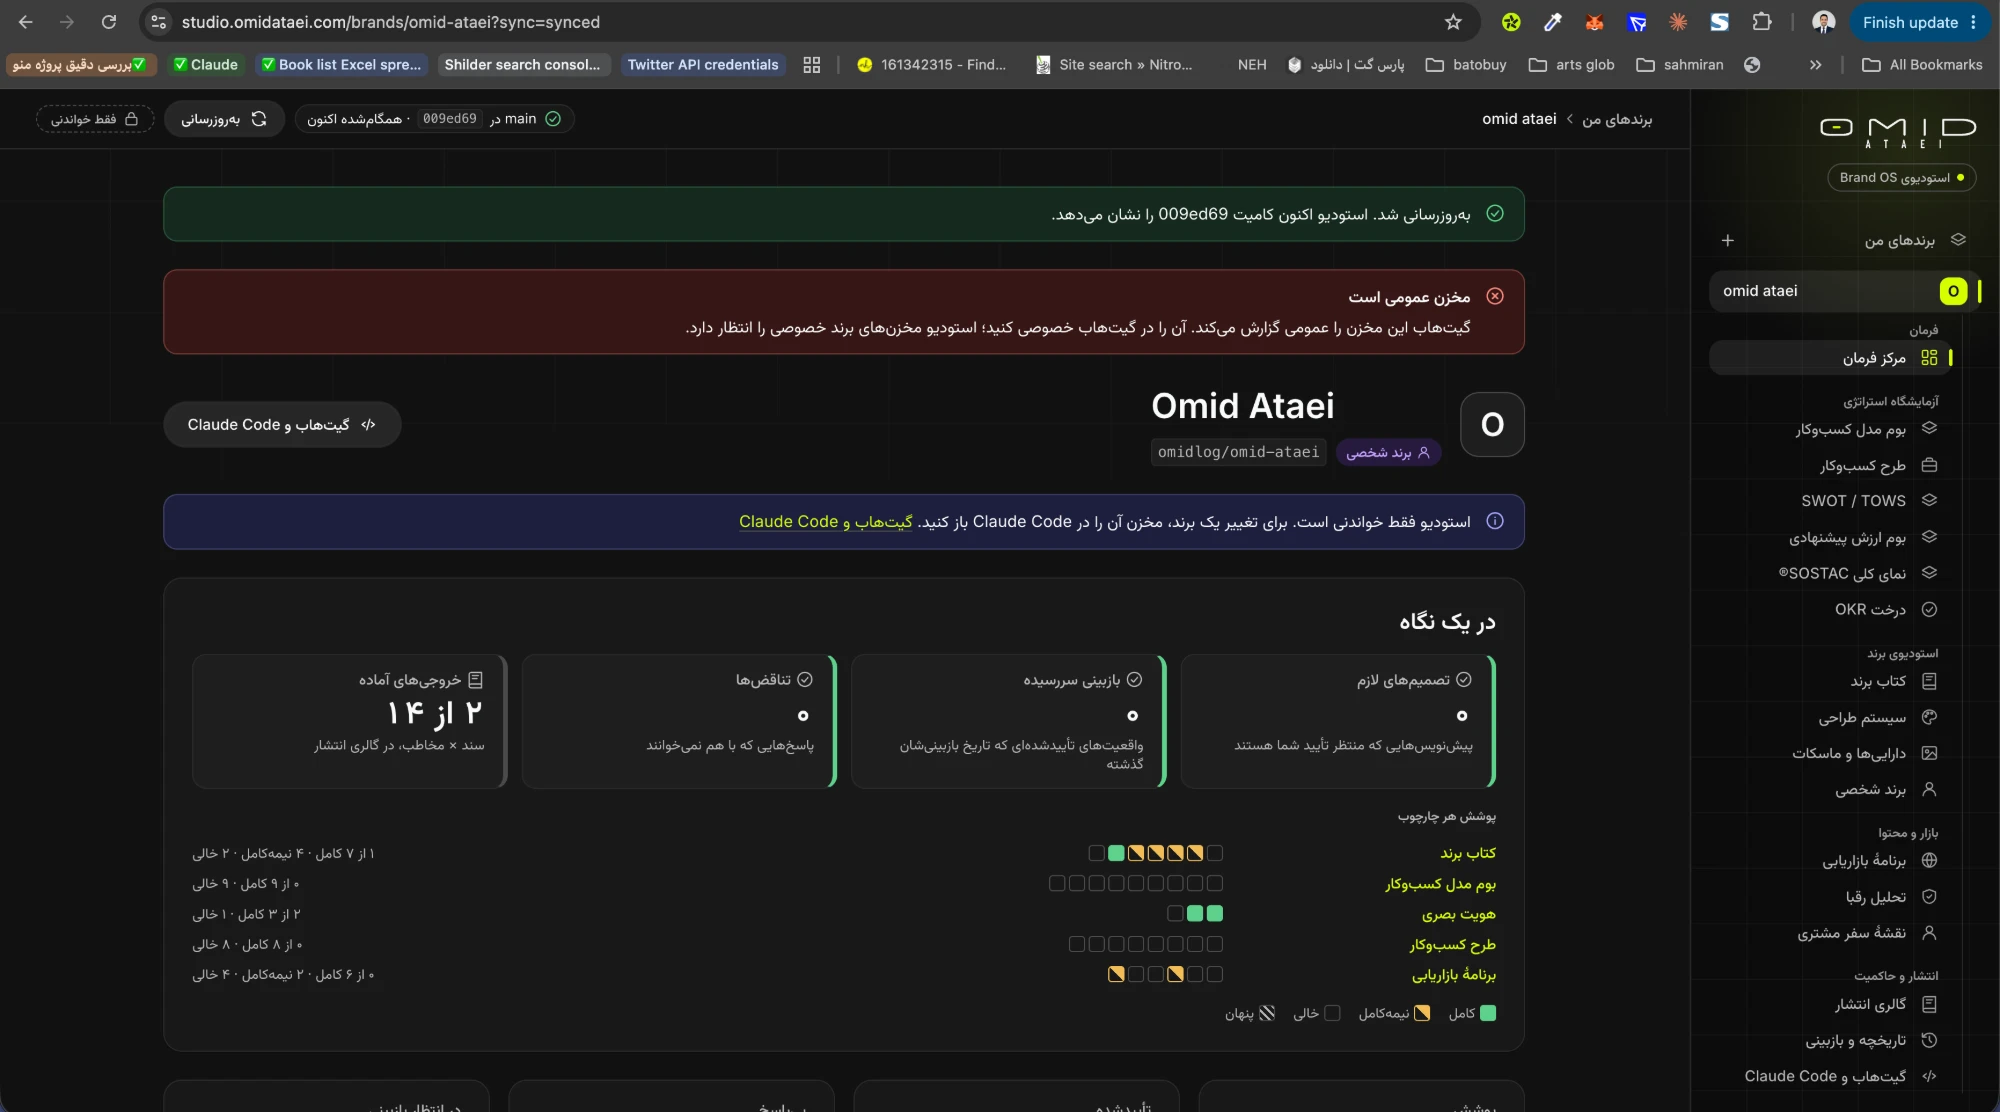 studio.omidataei.com/brands/omid-ataei?sync=synced
Finish update
بررسی دقیق پروژه منو
Claude
Book list Excel spre...
Shilder search consol...
Twitter API credentials
161342315 - Find...
Site search » Nitro...
NEH
پارس گت | دانلود
batobuy
arts glob
sahmiran
All Bookmarks
OMID
ATAEI
استودیوی Brand OS
برندهای من
omid ataei
فرمان
مرکز فرمان
آزمایشگاه استراتژی
بوم مدل کسب‌وکار
طرح کسب‌وکار
SWOT / TOWS
بوم ارزش پیشنهادی
نمای کلی SOSTAC®
درخت OKR
استودیوی برند
کتاب برند
سیستم طراحی
دارایی‌ها و ماسکات
برند شخصی
بازار و محتوا
برنامهٔ بازاریابی
تحلیل رقبا
نقشهٔ سفر مشتری
انتشار و حاکمیت
گالری انتشار
تاریخچه و بازبینی
گیت‌هاب و Claude Code
برندهای من › omid ataei
main در 009ed69 · همگام‌شده اکنون
به‌روزرسانی
فقط خواندنی
به‌روزرسانی شد. استودیو اکنون کامیت 009ed69 را نشان می‌دهد.
مخزن عمومی است
گیت‌هاب این مخزن را عمومی گزارش می‌کند. آن را در گیت‌هاب خصوصی کنید؛ استودیو مخزن‌های برند خصوصی را انتظار دارد.
O
Omid Ataei
برند شخصی
omidlog/omid-ataei
گیت‌هاب و Claude Code
استودیو فقط خواندنی است. برای تغییر یک برند، مخزن آن را در Claude Code باز کنید. گیت‌هاب و Claude Code
در یک نگاه
تصمیم‌های لازم
۰
پیش‌نویس‌هایی که منتظر تأیید شما هستند
بازبینی سررسیده
۰
واقعیت‌های تأییدشده‌ای که تاریخ بازبینی‌شان
گذشته
تناقض‌ها
۰
پاسخ‌هایی که با هم نمی‌خوانند
خروجی‌های آماده
۲ از ۱۴
سند × مخاطب، در گالری انتشار
پوشش هر چارچوب
کتاب برند
۱ از ۷ کامل · ۴ نیمه‌کامل · ۲ خالی
بوم مدل کسب‌وکار
۰ از ۹ کامل · ۹ خالی
هویت بصری
۲ از ۳ کامل · ۱ خالی
طرح کسب‌وکار
۰ از ۸ کامل · ۸ خالی
برنامهٔ بازاریابی
۰ از ۶ کامل · ۲ نیمه‌کامل · ۴ خالی
کامل
نیمه‌کامل
خالی
پنهان
پوشش
تأییدشده
بی‌پاسخ
در انتظار بازبینی